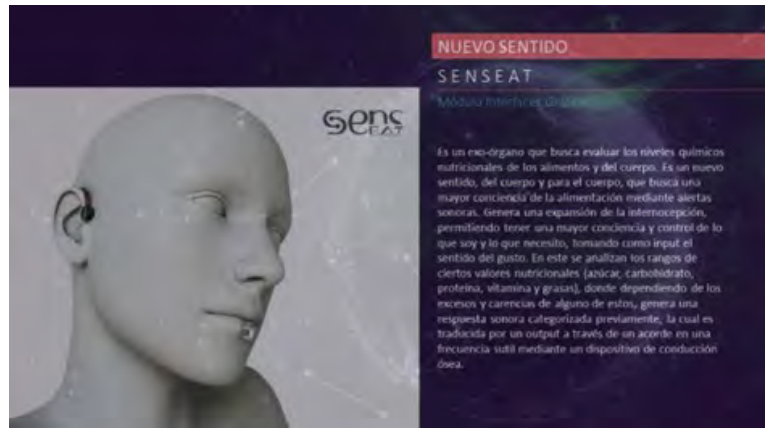 NUEVO SENTIDO
SENSEAT
Módulo Interfaces
sens
EAT
Es un exo-órgano que busca evaluar los niveles químicos
nutricionales de los alimentos y del cuerpo. Es un nuevo
sentido, del cuerpo y para el cuerpo, que busca una
mayor conciencia de la alimentación mediante alertas
sonoras. Genera una expansión de la internocepción,
permitiendo tener una mayor conciencia y control de lo
que soy y lo que necesito, tomando como input el
sentido del gusto. En este se analizan los rangos de
ciertos valores nutricionales (azúcar, carbohidrato,
proteína, vitamina y grasas), donde dependiendo de los
excesos y carencias de alguno de estos, genera una
respuesta sonora categorizada previamente, la cual es
traducida por un output a través de un acorde en una
frecuencia sutil mediante un dispositivo de conducción
ósea.